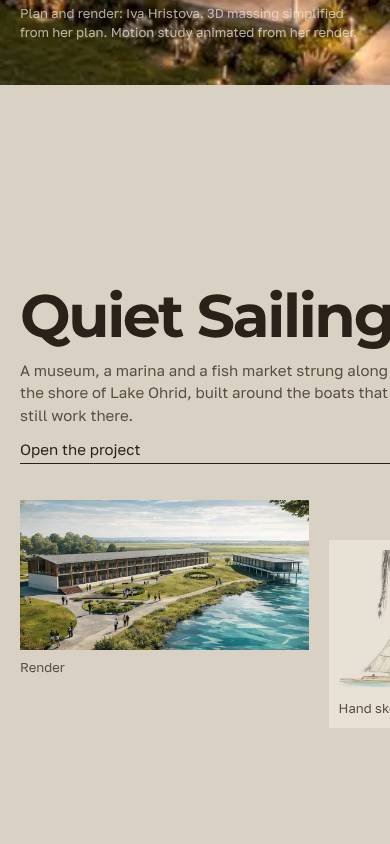 Plan and render: Iva Hristova. 3D massing simplified
from her plan. Motion study animated from her render.
Quiet Sailing
A museum, a marina and a fish market strung along
the shore of Lake Ohrid, built around the boats that
still work there.
Open the project
Render
Hand sk